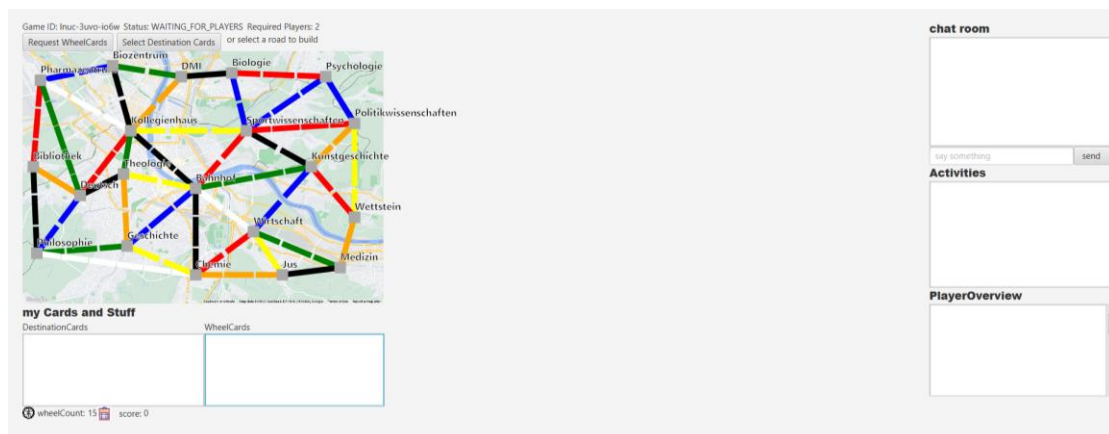 Game ID: lnuc-3uvo-io6w Status: WAITING_FOR_PLAYERS Required Players: 2
Request WheelCards Select Destination Cards or select a road to build
Biozentrum
DMI
Biologie
Psychologie
Kollegienhaus
Sportwissenschaften
Politikwissenschaften
Bibliothek
Theologie
Kunstgeschichte
Deutsch
Bahnhof
Wirtschaft
Wettstein
Philosophie
Geschichte
Chemie
Jus
Medizin
my Cards and Stuff
DestinationCards WheelCards
wheelCount: 15 score: 0
chat room
say something send
Activities
PlayerOverview